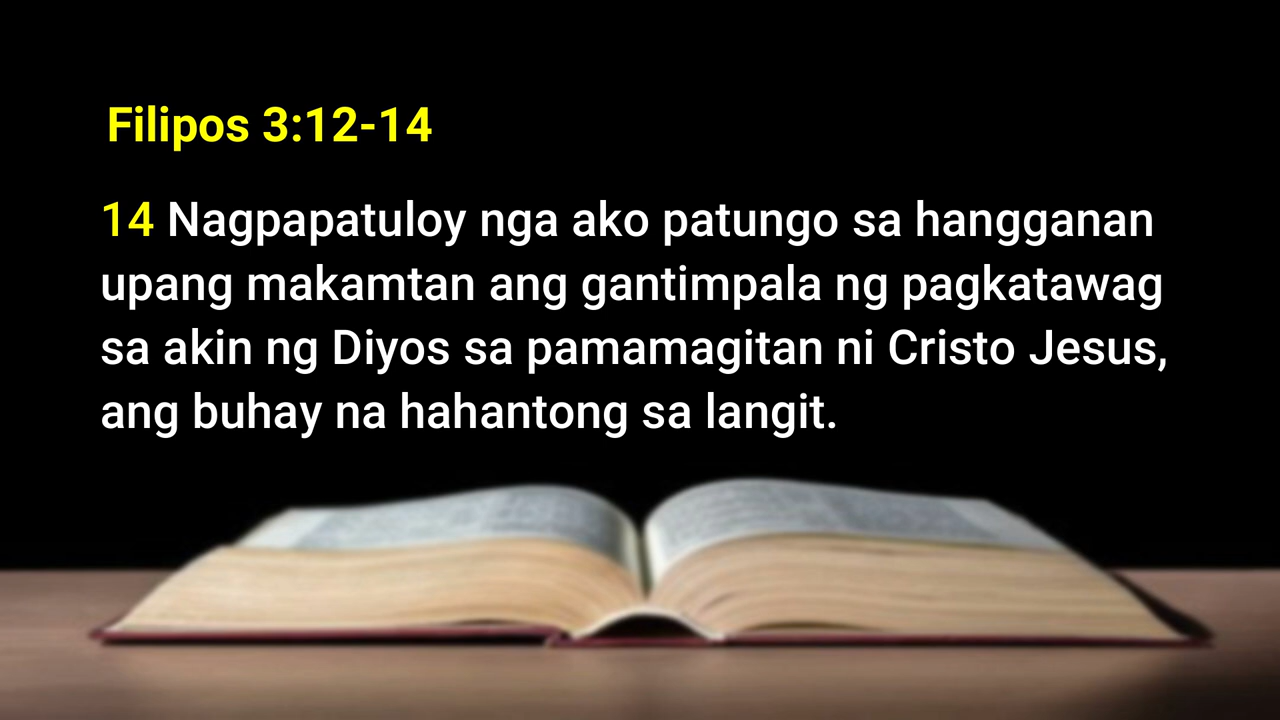 Filipos 3:12-14
14 Nagpapatuloy nga ako patungo sa hangganan
upang makamtan ang gantimpala ng pagkatawag
sa akin ng Diyos sa pamamagitan ni Cristo Jesus,
ang buhay na hahantong sa langit.